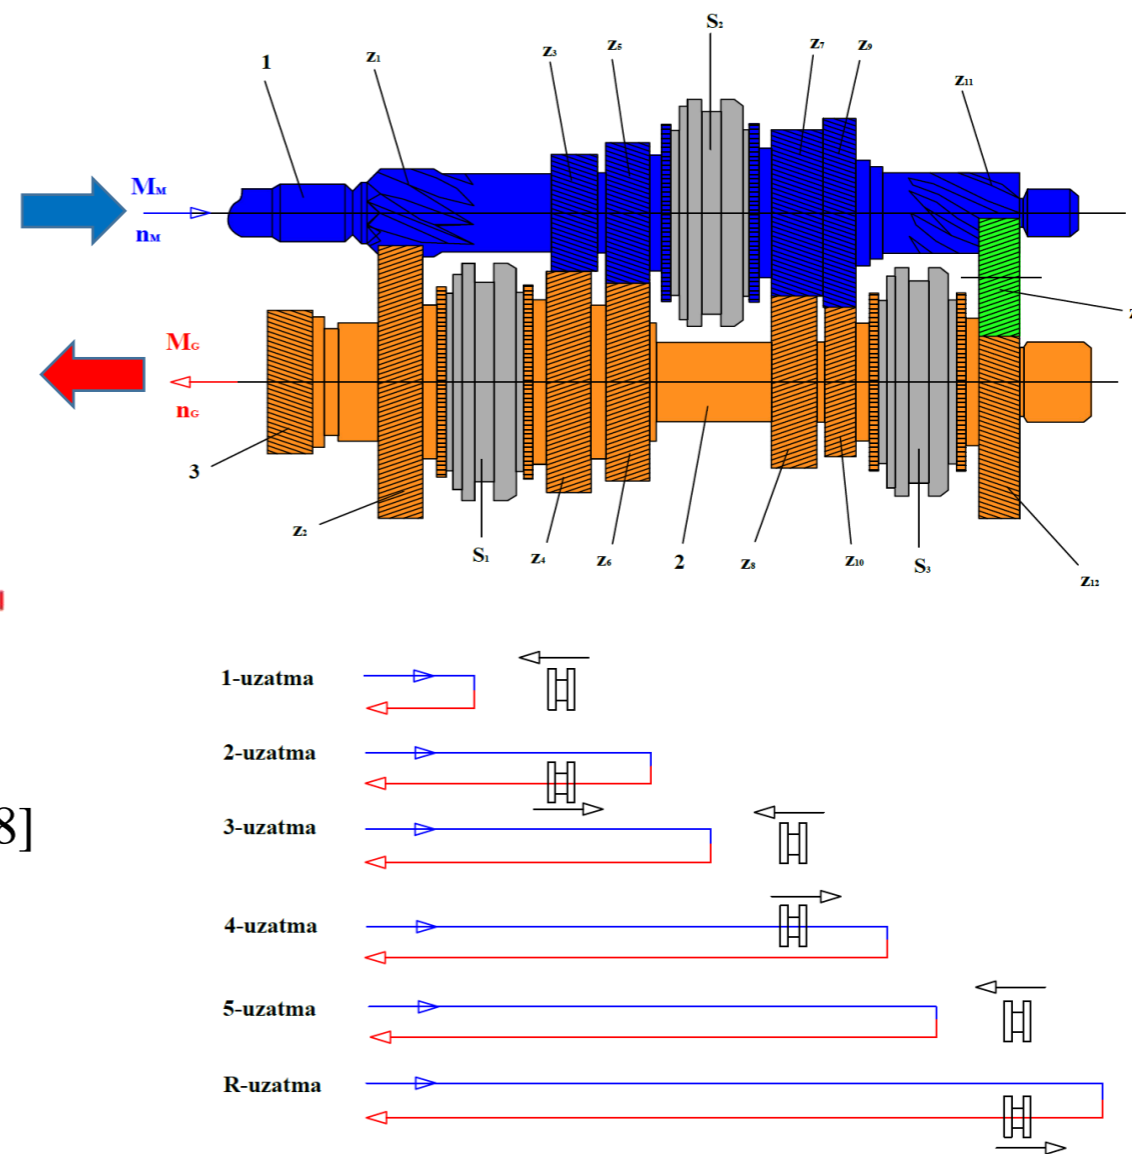 S₂
z₇
z₉
z₅
z₃
z₁
1
z₁₁
M_M
n_M
z
M_G
n_G
3
z₂
S₁
z₄
z₆
2
z₈
z₁₀
S₃
z₁₂
1-uzatma
2-uzatma
3-uzatma
8]
4-uzatma
5-uzatma
R-uzatma